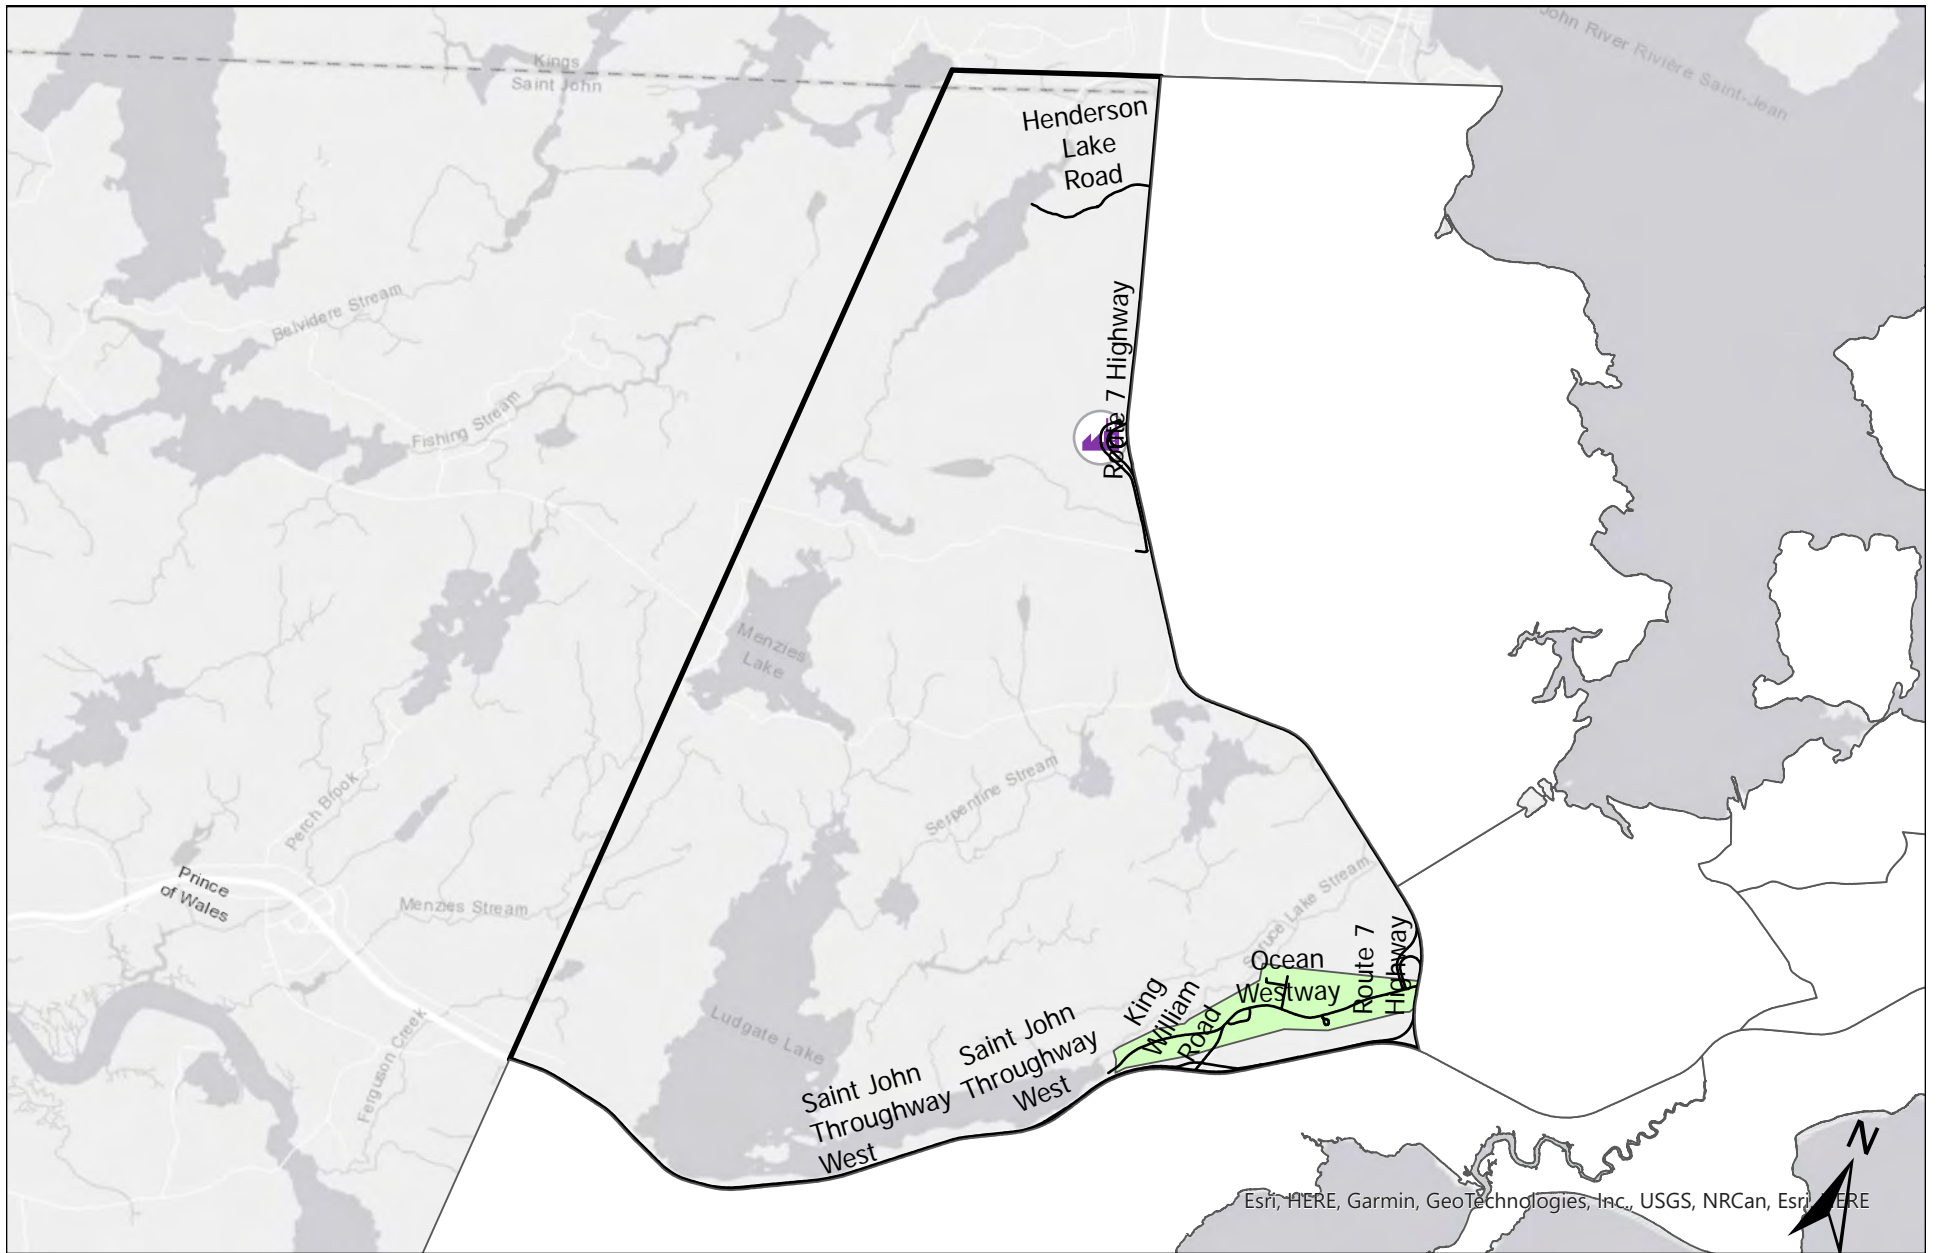 John River Rivière Saint-Jean
Kings
Saint John
Henderson
Lake
Road
Belvidere Stream
Route 7 Highway
Fishing Stream
Menzies
Lake
Serpentine Stream
Perch Brook
Prince
of Wales
Menzies Stream
Spruce Lake Stream
Route 7
Highway
Ocean
Westway
King
William
Road
Ludgate Lake
Saint John
Throughway
West
Saint John
Throughway
West
Ferguson Creek
N
Esri, HERE, Garmin, GeoTechnologies, Inc., USGS, NRCan, Esri, HERE